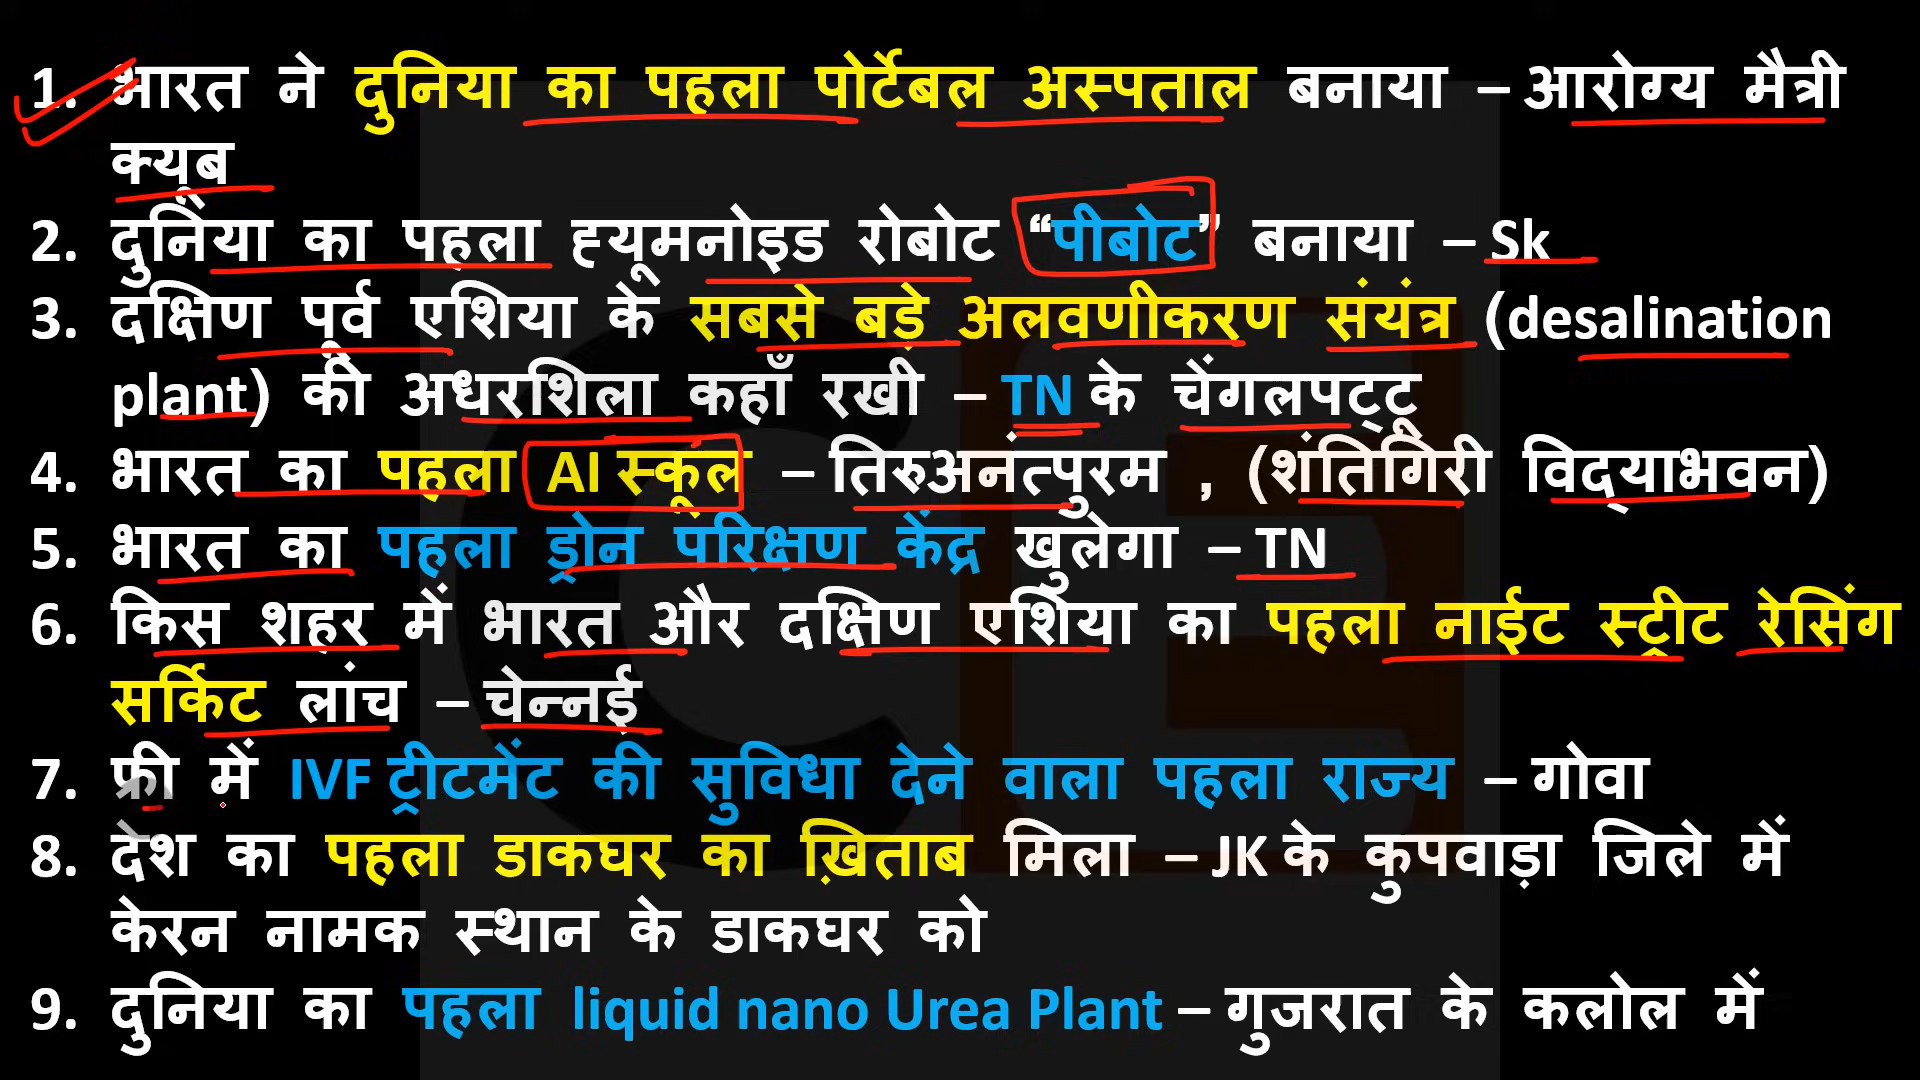 1. भारत ने दुनिया का पहला पोर्टेबल अस्पताल बनाया – आरोग्य मैत्री
क्यूब
2. दुनिया का पहला ह्यूमनोइड रोबोट “पीबोट” बनाया – Sk
3. दक्षिण पूर्व एशिया के सबसे बड़े अलवणीकरण संयंत्र (desalination
plant) की अधरशिला कहाँ रखी – TN के चेंगलपट्टू
4. भारत का पहला AI स्कूल – तिरुअनंत्पुरम , (शंतिगिरी विद्याभवन)
5. भारत का पहला ड्रोन परिक्षण केंद्र खुलेगा – TN
6. किस शहर में भारत और दक्षिण एशिया का पहला नाईट स्ट्रीट रेसिंग
सर्किट लांच – चेन्नई
7. फ्री में IVF ट्रीटमेंट की सुविधा देने वाला पहला राज्य – गोवा
8. देश का पहला डाकघर का ख़िताब मिला – JK के कुपवाड़ा जिले में
केरन नामक स्थान के डाकघर को
9. दुनिया का पहला liquid nano Urea Plant – गुजरात के कलोल में